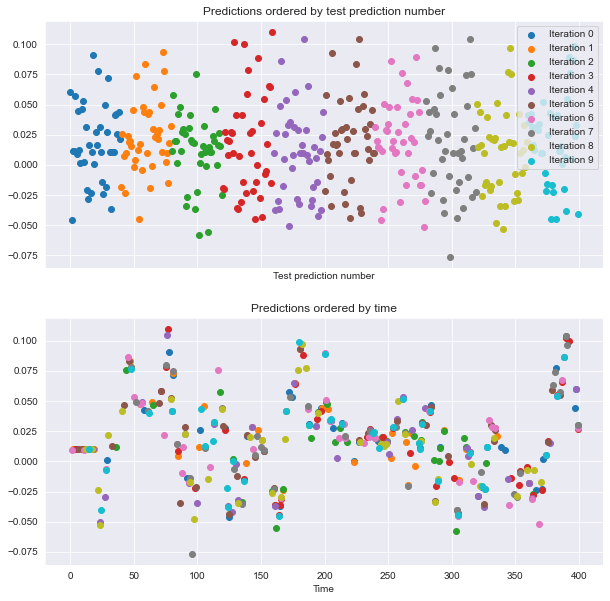 Predictions ordered by test prediction number
0.100
0.075
0.050
0.025
0.000
−0.025
−0.050
−0.075
Iteration 0
Iteration 1
Iteration 2
Iteration 3
Iteration 4
Iteration 5
Iteration 6
Iteration 7
Iteration 8
Iteration 9
Test prediction number
Predictions ordered by time
0.100
0.075
0.050
0.025
0.000
−0.025
−0.050
−0.075
0 50 100 150 200 250 300 350 400
Time